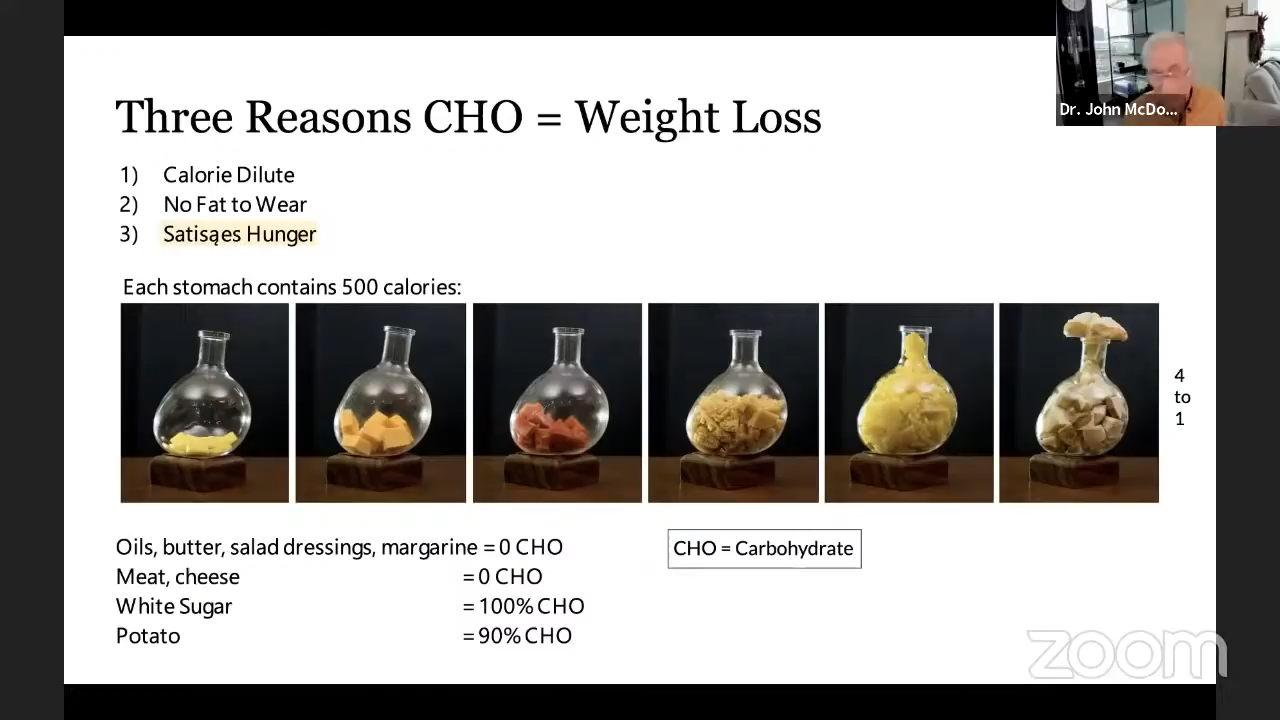 Three Reasons CHO = Weight Loss
1) Calorie Dilute
2) No Fat to Wear
3) Satisąes Hunger
Each stomach contains 500 calories:
4
to
1
Oils, butter, salad dressings, margarine = 0 CHO
Meat, cheese = 0 CHO
White Sugar = 100% CHO
Potato = 90% CHO
CHO = Carbohydrate
Dr. John McDo...
zoom